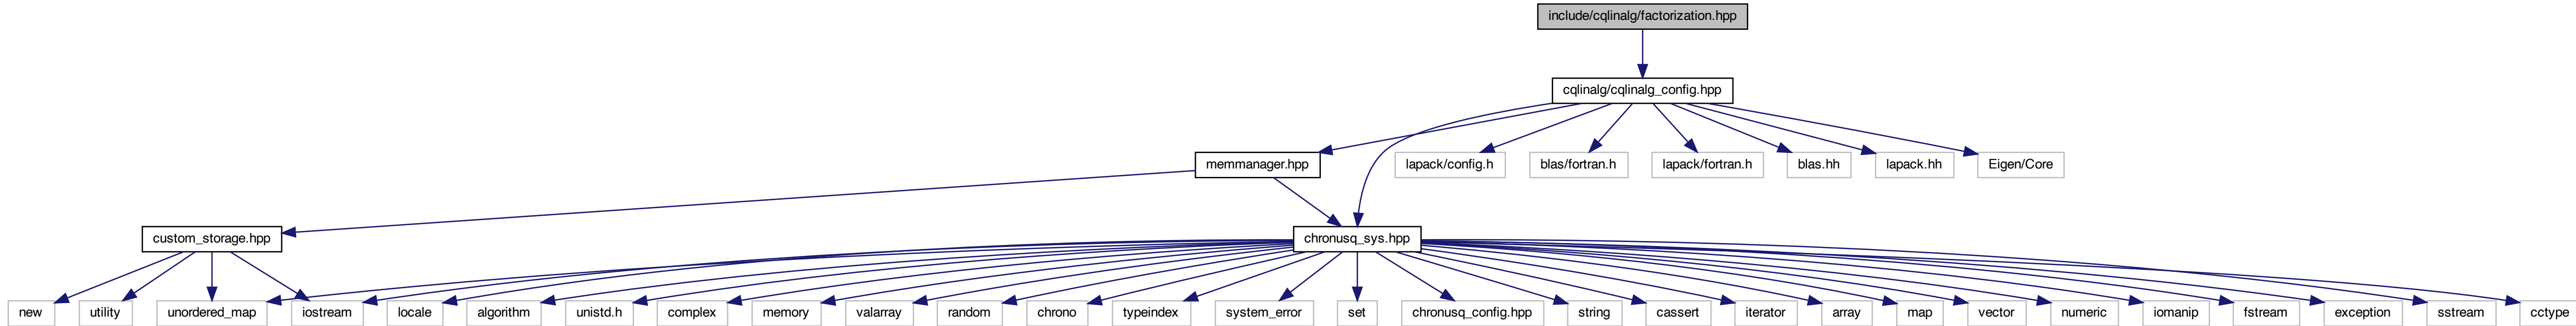 include/cqlinalg/factorization.hpp
cqlinalg/cqlinalg_config.hpp
memmanager.hpp
lapack/config.h
blas/fortran.h
lapack/fortran.h
blas.hh
lapack.hh
Eigen/Core
custom_storage.hpp
chronusq_sys.hpp
new
utility
unordered_map
iostream
locale
algorithm
unistd.h
complex
memory
valarray
random
chrono
typeindex
system_error
set
chronusq_config.hpp
string
cassert
iterator
array
map
vector
numeric
iomanip
fstream
exception
sstream
cctype